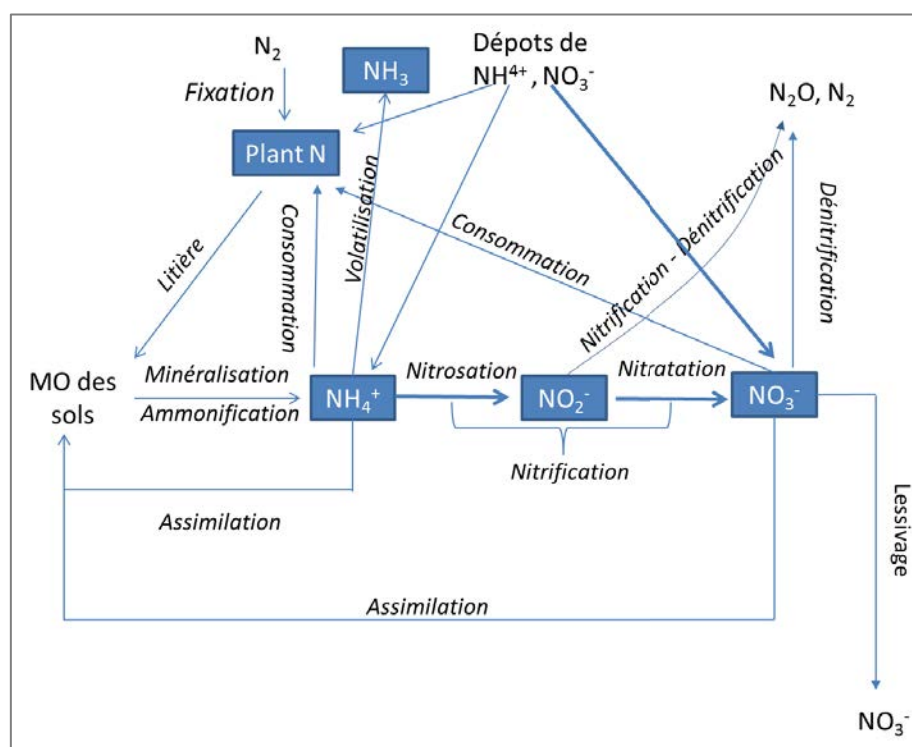 N₂
Fixation
NH₃
Dépots de
NH⁴⁺, NO₃⁻
N₂O, N₂
Plant N
Litière
Consommation
Volatilisation
Consommation
Nitrification - Dénitrification
Dénitrification
MO des
sols
Minéralisation
Ammonification
NH₄⁺
Nitrosation
NO₂⁻
Nitratation
NO₃⁻
Nitrification
Assimilation
Assimilation
Lessivage
NO₃⁻